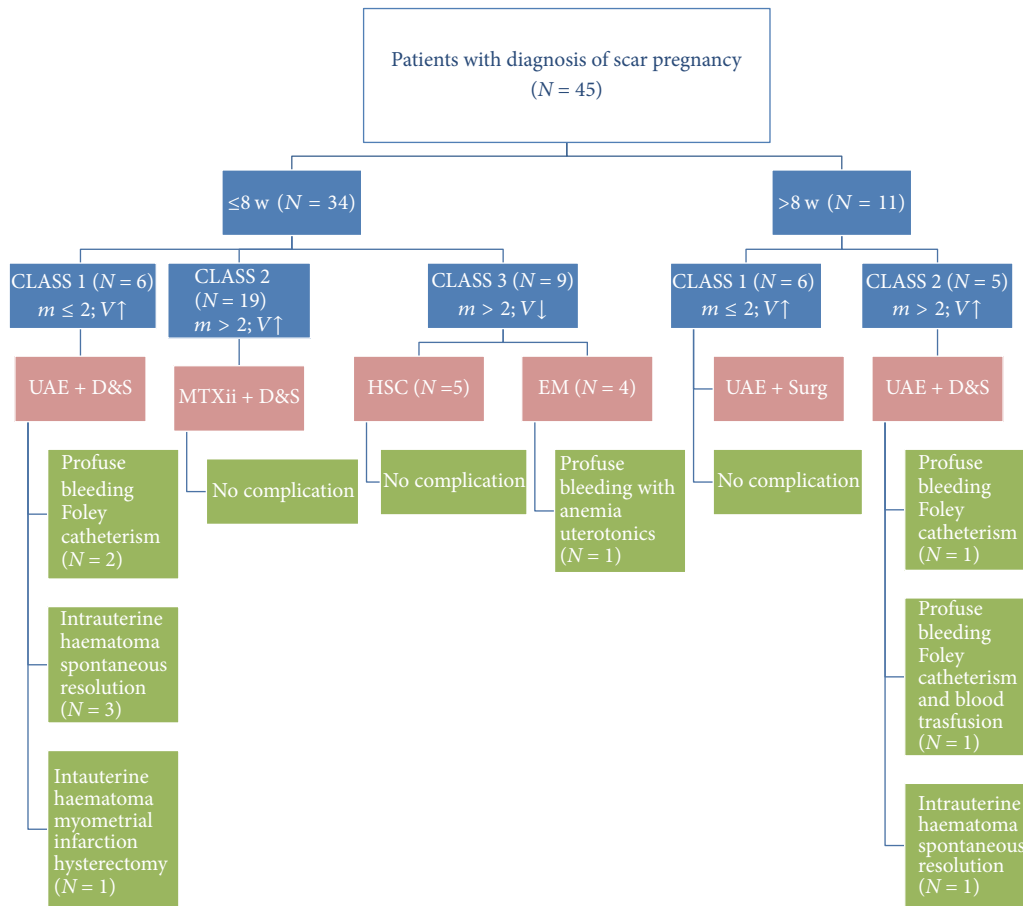 Patients with diagnosis of scar pregnancy
(N = 45)
≤8 w (N = 34)
>8 w (N = 11)
CLASS 1 (N = 6)
m ≤ 2; V↑
CLASS 2
(N = 19)
m > 2; V↑
CLASS 3 (N = 9)
m > 2; V↓
CLASS 1 (N = 6)
m ≤ 2; V↑
CLASS 2 (N = 5)
m > 2; V↑
UAE + D&S
MTXii + D&S
HSC (N =5)
EM (N = 4)
UAE + Surg
UAE + D&S
Profuse
bleeding
Foley
catheterism
(N = 2)
No complication
No complication
Profuse
bleeding with
anemia
uterotonics
(N = 1)
No complication
Profuse
bleeding
Foley
catheterism
(N = 1)
Intrauterine
haematoma
spontaneous
resolution
(N = 3)
Profuse
bleeding
Foley
catheterism
and blood
trasfusion
(N = 1)
Intauterine
haematoma
myometrial
infarction
hysterectomy
(N = 1)
Intrauterine
haematoma
spontaneous
resolution
(N = 1)